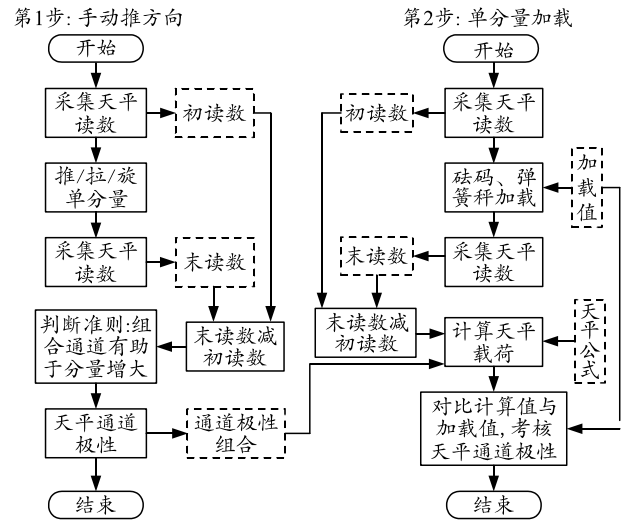 第1步: 手动推方向
开始
采集天平
读数
初读数
推/拉/旋
单分量
采集天平
读数
末读数
末读数减
初读数
判断准则:组
合通道有助
于分量增大
天平通道
极性
通道极性
组合
结束
第2步: 单分量加载
开始
采集天平
读数
初读数
砝码、弹
簧秤加载
加
载
值
采集天平
读数
末读数
末读数减
初读数
计算天平
载荷
天
平
公
式
对比计算值与
加载值, 考核
天平通道极性
结束